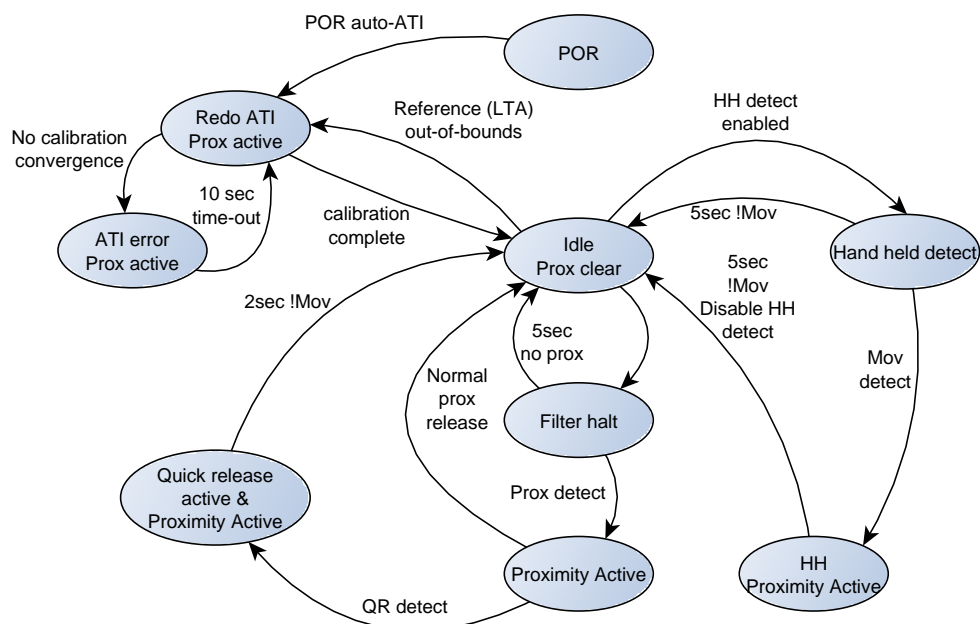 POR auto-ATI
POR
Redo ATI
Prox active
Reference (LTA)
out-of-bounds
HH detect
enabled
No calibration
convergence
10 sec
time-out
ATI error
Prox active
calibration
complete
Idle
Prox clear
5sec !Mov
Hand held detect
2sec !Mov
5sec
!Mov
Disable HH
detect
5sec
no prox
Mov
detect
Normal
prox
release
Filter halt
Quick release
active &
Proximity Active
Prox detect
Proximity Active
HH
Proximity Active
QR detect